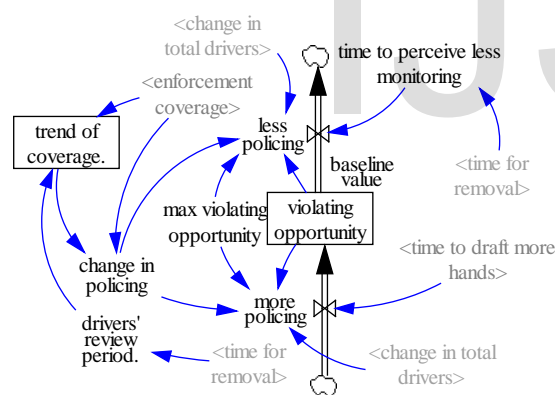 <change in
total drivers>
time to perceive less
monitoring
<enforcement
coverage>
trend of
coverage.
less
policing
<time for
removal>
baseline
value
max violating
opportunity
violating
opportunity
<time to draft more
hands>
change in
policing
more
policing
drivers'
review
period.
<time for
removal>
<change in total
drivers>